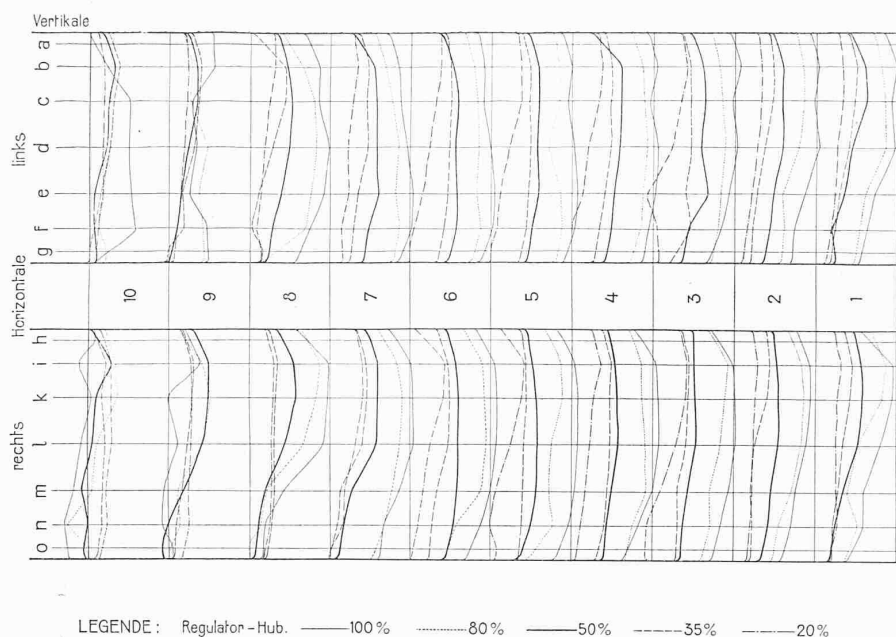 Vertikale
a
b
c
d
e
f
g
links
Horizontale
10 9 8 7 6 5 4 3 2 1
h
i
k
l
m
n
o
rechts
LEGENDE: Regulator-Hub. 100% 80% 50% 35% 20%